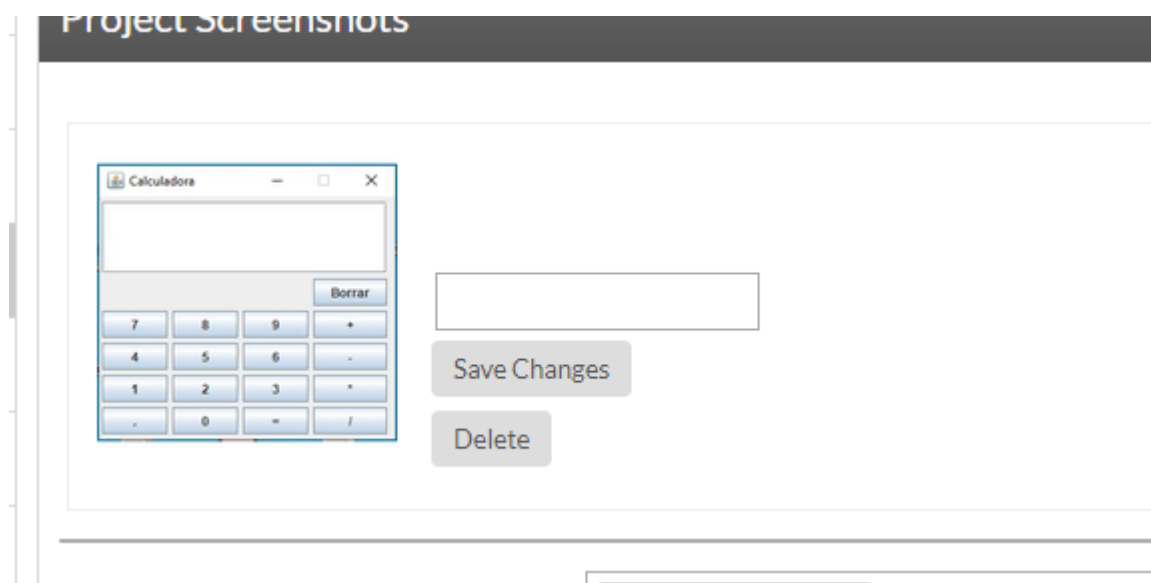 Project Screenshots
Calculadora
Borrar
7 8 9 +
4 5 6 -
1 2 3 *
. 0 = /
Save Changes
Delete